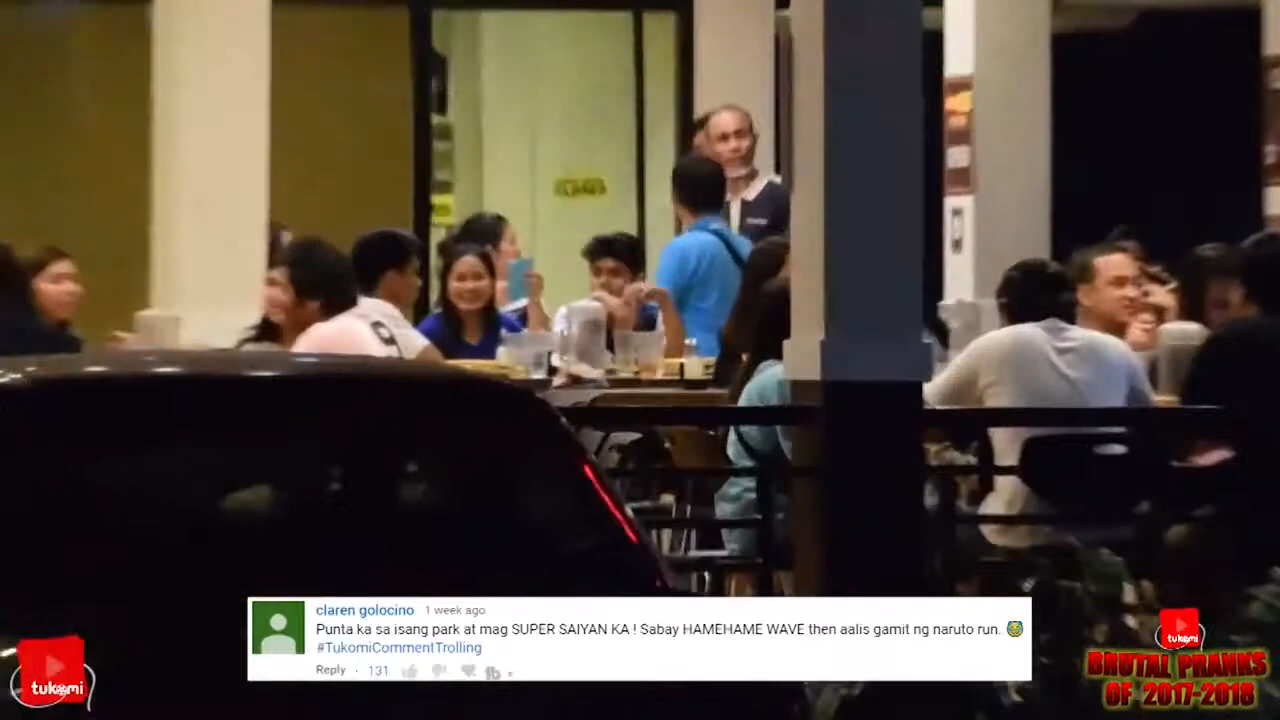 9
claren golocino 1 week ago
Punta ka sa isang park at mag SUPER SAIYAN KA ! Sabay HAMEHAME WAVE then aalis gamit ng naruto run.
#TukomiCommentTrolling
Reply · 131
tukomi
tukomi
BRUTAL PRANKS
OF 2017-2018